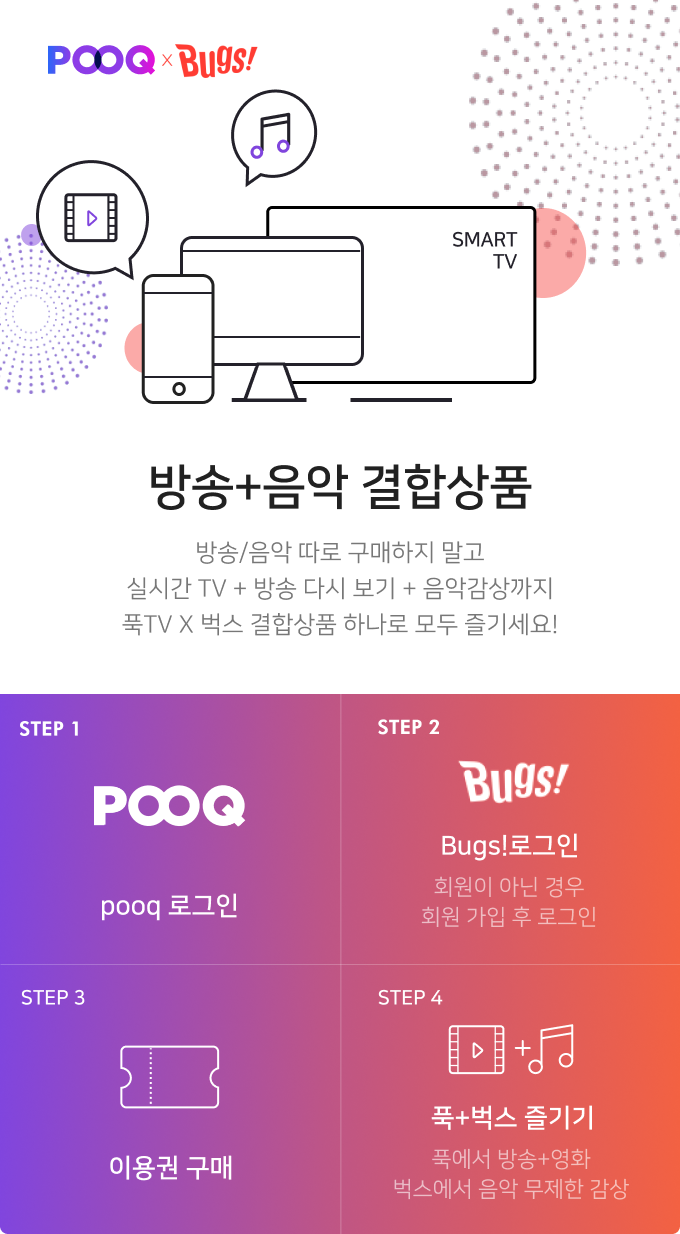 POOQ x Bugs!
SMART
TV
방송+음악 결합상품
방송/음악 따로 구매하지 말고
실시간 TV + 방송 다시 보기 + 음악감상까지
푹TV X 벅스 결합상품 하나로 모두 즐기세요!
STEP 1
POOQ
pooq 로그인
STEP 2
Bugs!
Bugs!로그인
회원이 아닌 경우
회원 가입 후 로그인
STEP 3
이용권 구매
STEP 4
+
푹+벅스 즐기기
푹에서 방송+영화
벅스에서 음악 무제한 감상